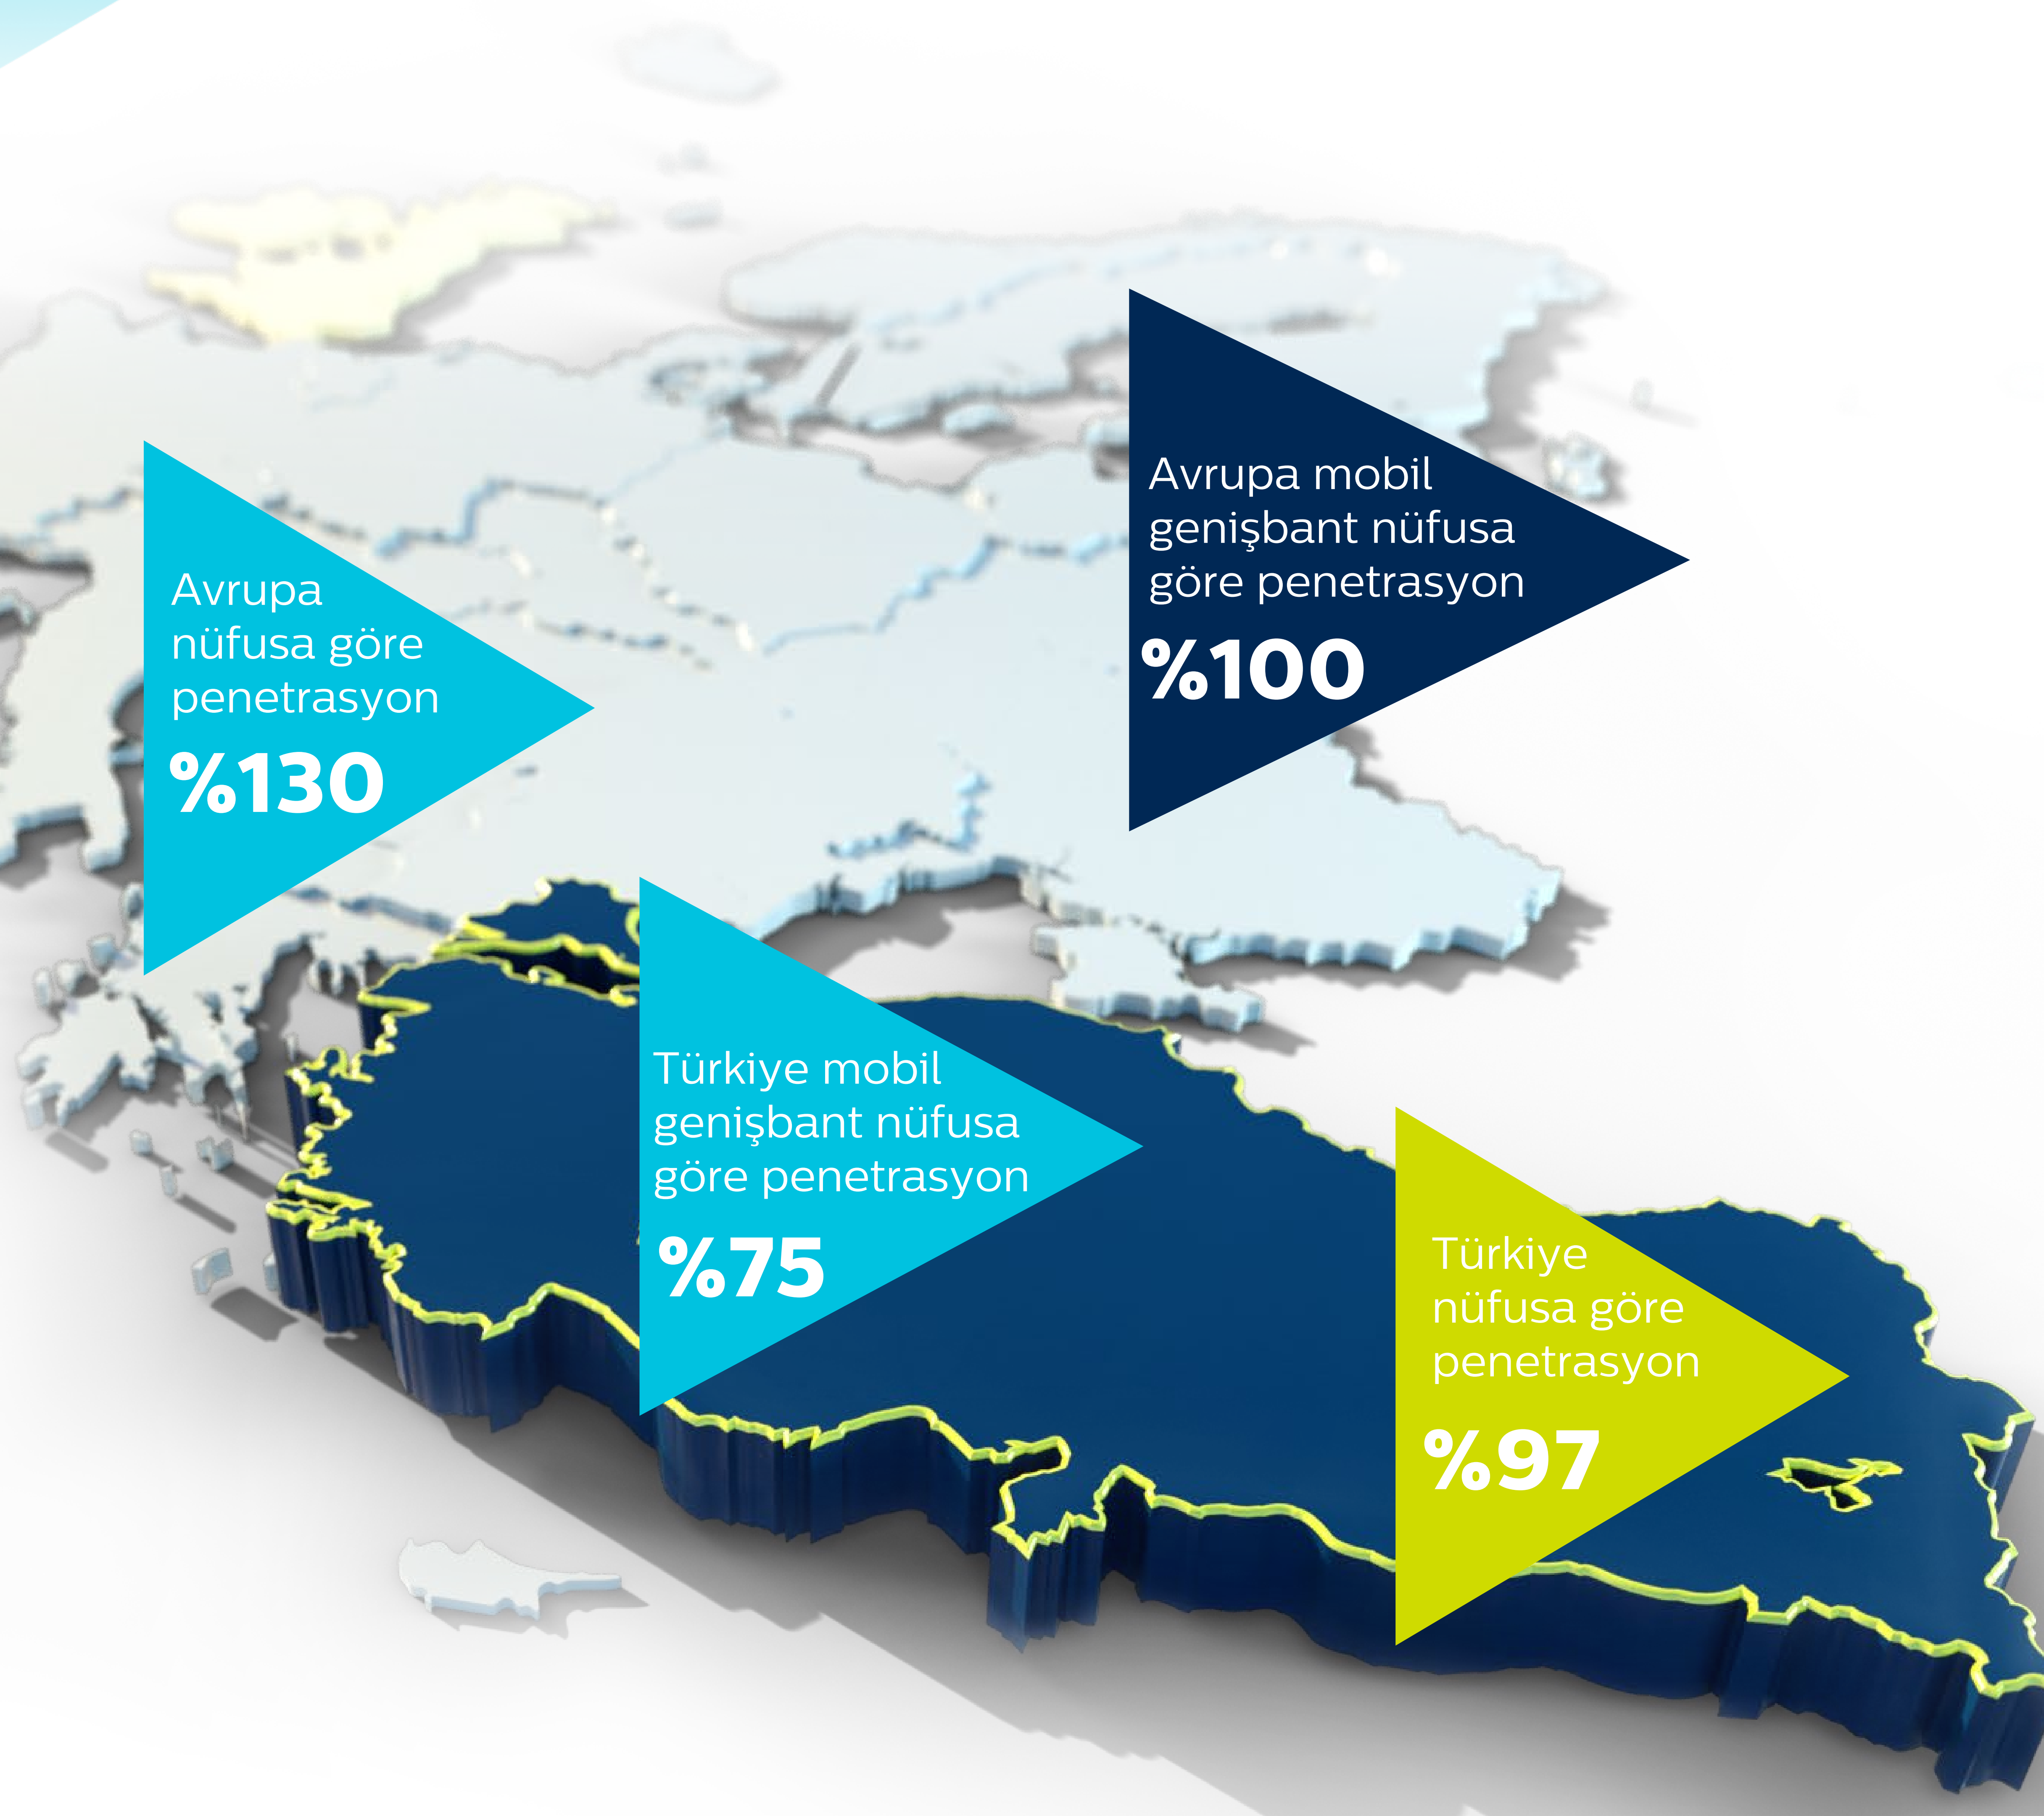 Avrupa mobil
genişbant nüfusa
göre penetrasyon
%100
Avrupa
nüfusa göre
penetrasyon
%130
Türkiye mobil
genişbant nüfusa
göre penetrasyon
%75
Türkiye
nüfusa göre
penetrasyon
%97